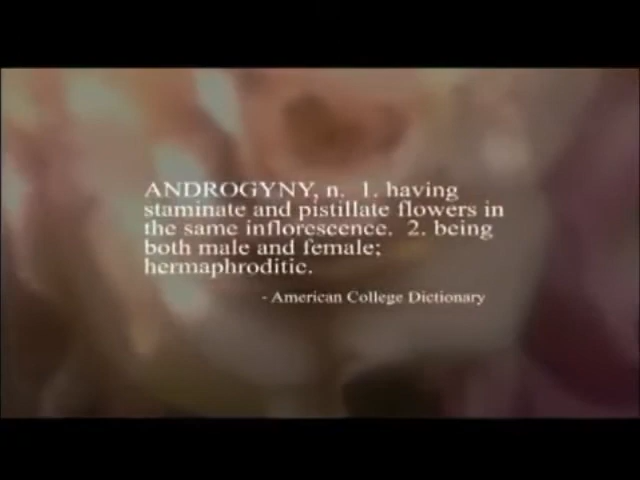 ANDROGYNY, n. 1. having
staminate and pistillate flowers in
the same inflorescence. 2. being
both male and female;
hermaphroditic.
- American College Dictionary